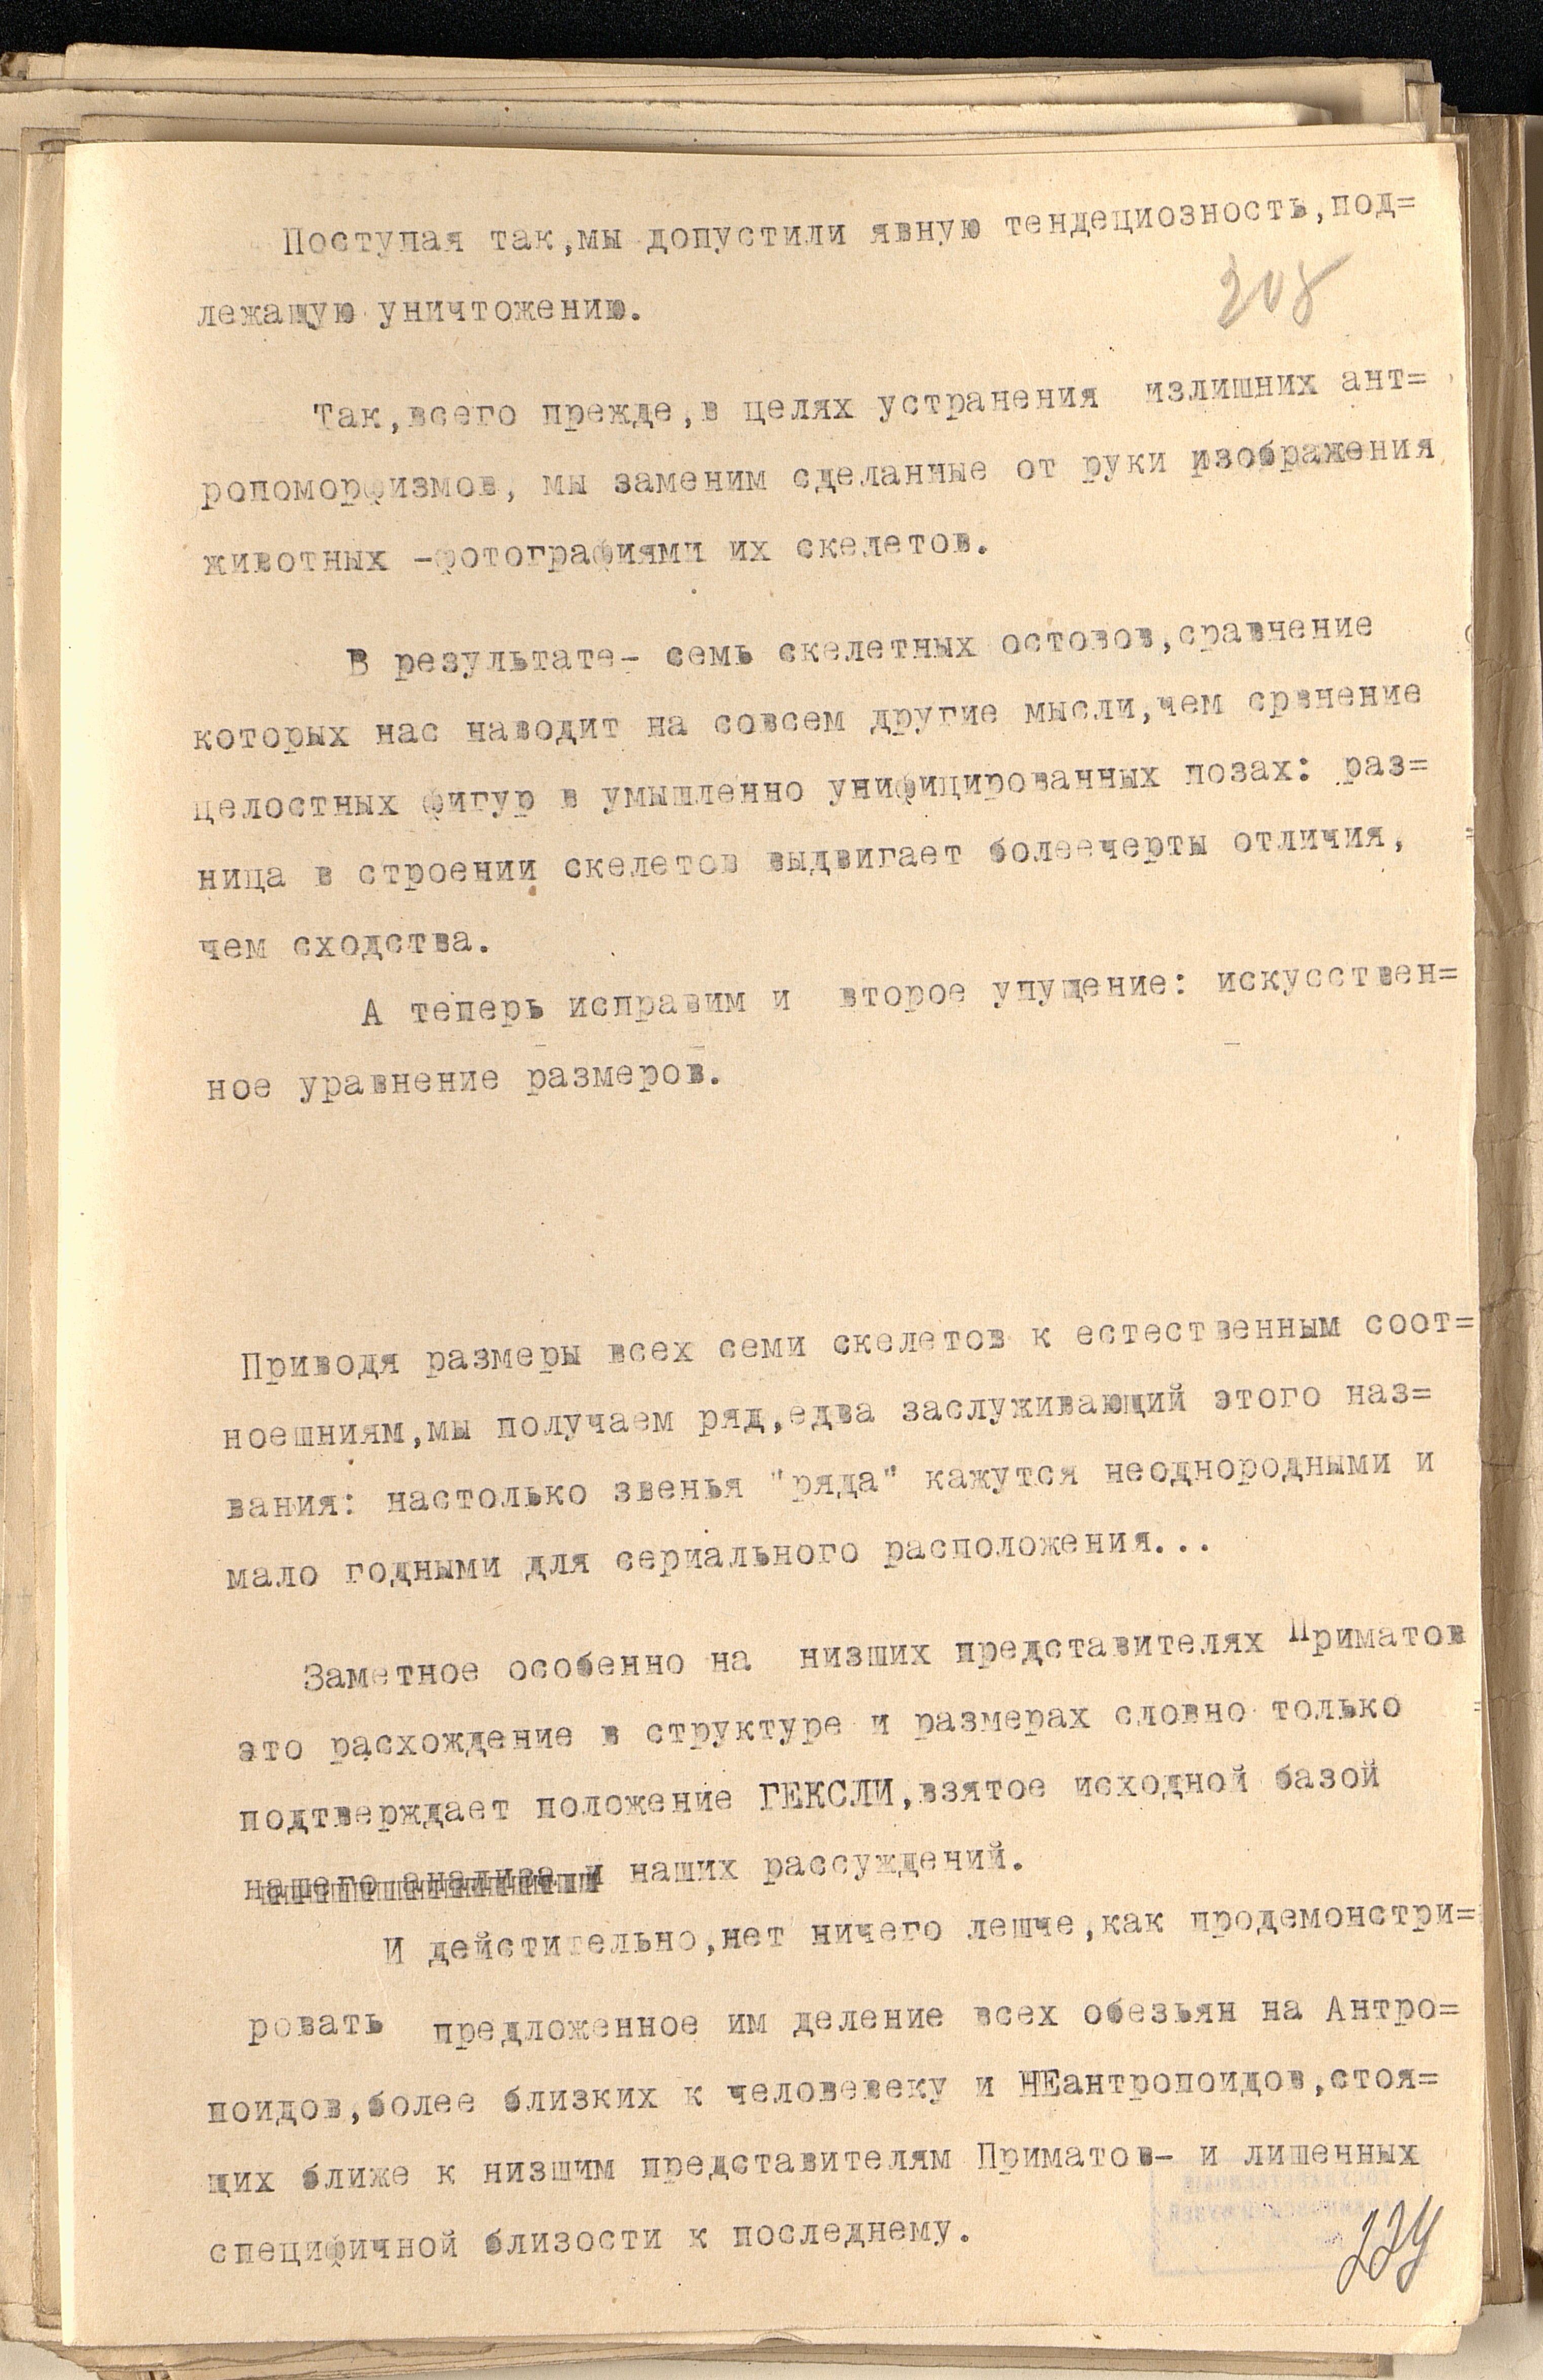 Поступая так,мы допустили явную тендециозность,под=
208
лежащую уничтожению.
Так,всего прежде,в целях устранения излишних ант=
ропоморфизмов, мы заменим сделанные от руки изображения
животных -фотографиями их скелетов.
В результате- семь скелетных остовов,сравнение
которых нас наводит на совсем другие мысли,чем срвнение
целостных фигур в умышленно унифицированных позах: раз=
ница в строении скелетов выдвигает болеечерты отличия,
чем сходства.
А теперь исправим и второе упущение: искусствен=
ное уравнение размеров.
Приводя размеры всех семи скелетов к естественным соот=
ноешниям,мы получаем ряд,едва заслуживающий этого наз=
вания: настолько звенья "ряда" кажутся неоднородными и
мало годными для сериального расположения...
Заметное особенно на низших представителях Приматов
это расхождение в структуре и размерах словно только
подтверждает положение ГЕКСЛИ,взятое исходной базой
нашего анализа и наших рассуждений.
И дейстительно,нет ничего лешче,как продемонстри=
ровать предложенное им деление всех обезьян на Антро=
поидов,более близких к человевеку и НЕантропоидов,стоя=
щих ближе к низшим представителям Приматов- и лишенных
специфичной близости к последнему.
224